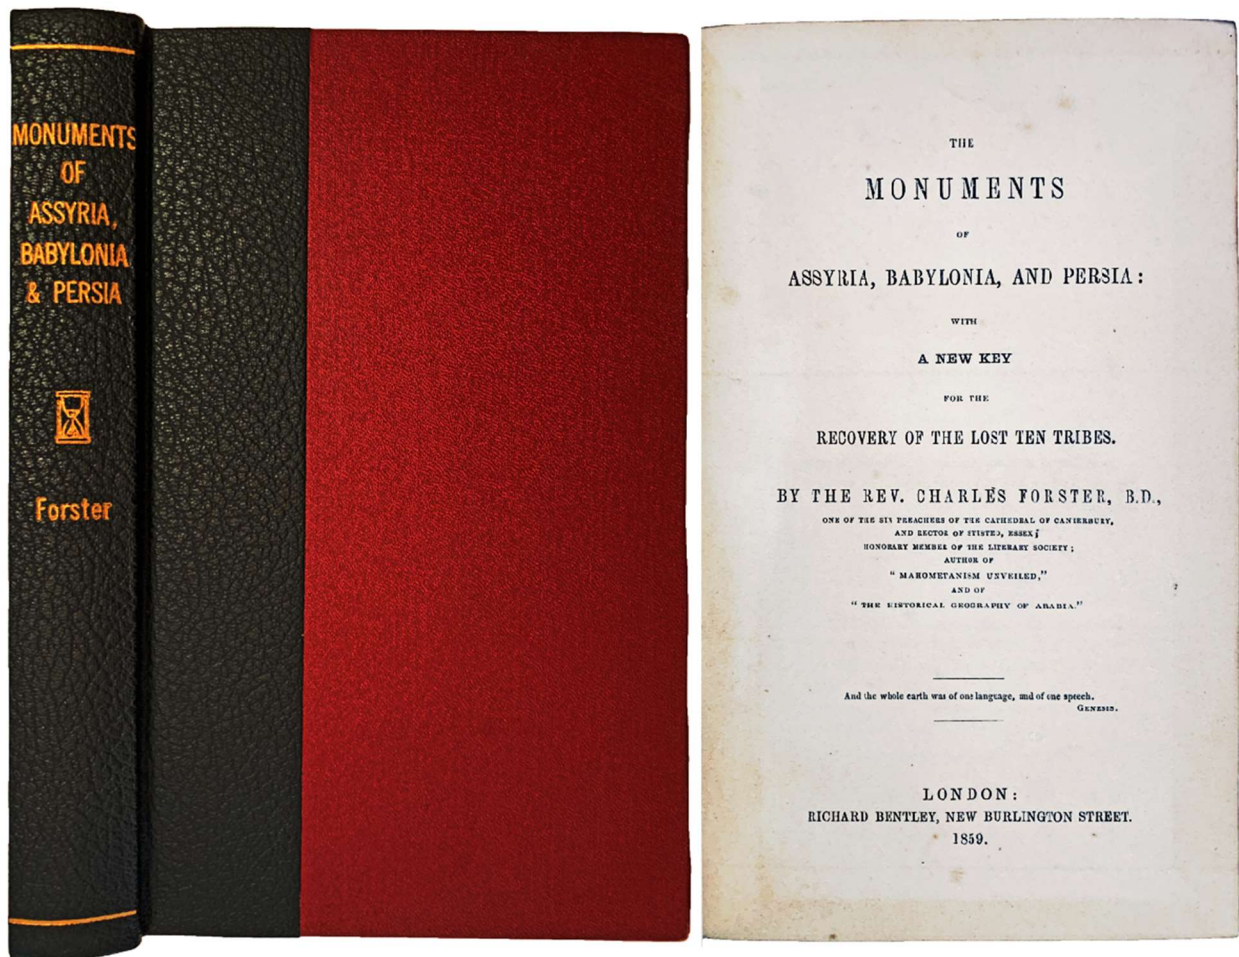 MONUMENTS
OF
ASSYRIA,
BABYLONIA
& PERSIA
Forster
THE
MONUMENTS
OF
ASSYRIA, BABYLONIA, AND PERSIA:
WITH
A NEW KEY
FOR THE
RECOVERY OF THE LOST TEN TRIBES.
BY THE REV. CHARLES FORSTER, B.D.,
ONE OF THE SIX PREACHERS OF THE CATHEDRAL OF CANTERBURY,
AND RECTOR OF STISTED, ESSEX;
HONORARY MEMBER OF THE LITERARY SOCIETY;
AUTHOR OF
"MAHOMETANISM UNVEILED,"
AND OF
"THE HISTORICAL GEOGRAPHY OF ARABIA."
And the whole earth was of one language, and of one speech.
GENESIS.
LONDON:
RICHARD BENTLEY, NEW BURLINGTON STREET.
1859.